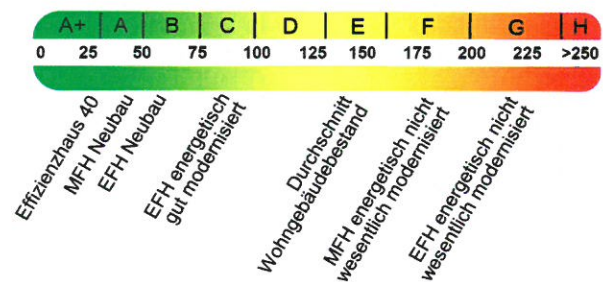 A+ A B C D E F G H
0 25 50 75 100 125 150 175 200 225 >250
Effizienzhaus 40
MFH Neubau
EFH Neubau
EFH energetisch
gut modernisiert
Durchschnitt
Wohngebäudebestand
MFH energetisch nicht
wesentlich modernisiert
EFH energetisch nicht
wesentlich modernisiert